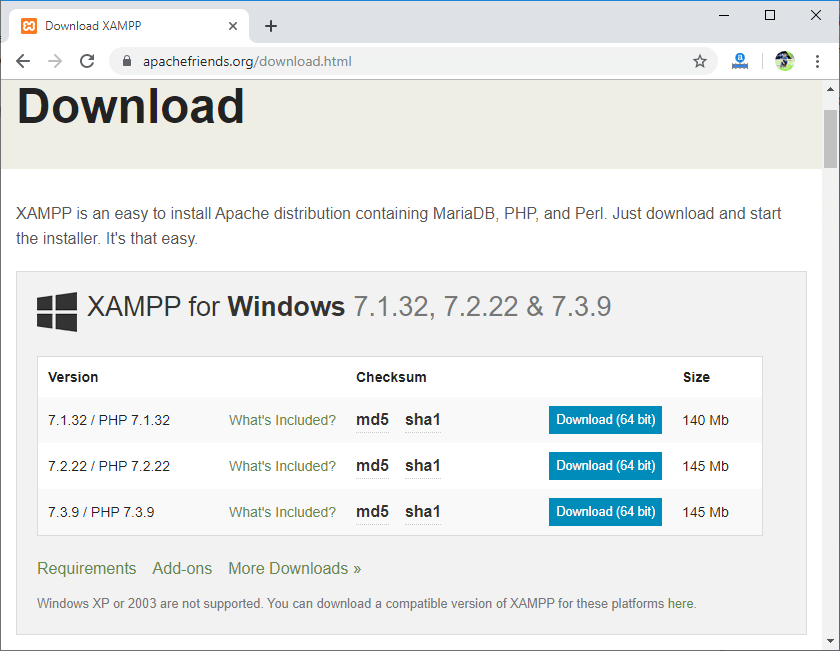 Download XAMPP
apachefriends.org/download.html
Download
XAMPP is an easy to install Apache distribution containing MariaDB, PHP, and Perl. Just download and start
the installer. It's that easy.
XAMPP for Windows 7.1.32, 7.2.22 & 7.3.9
Version Checksum Size
7.1.32 / PHP 7.1.32 What's Included? md5 sha1 Download (64 bit) 140 Mb
7.2.22 / PHP 7.2.22 What's Included? md5 sha1 Download (64 bit) 145 Mb
7.3.9 / PHP 7.3.9 What's Included? md5 sha1 Download (64 bit) 145 Mb
Requirements Add-ons More Downloads »
Windows XP or 2003 are not supported. You can download a compatible version of XAMPP for these platforms here.